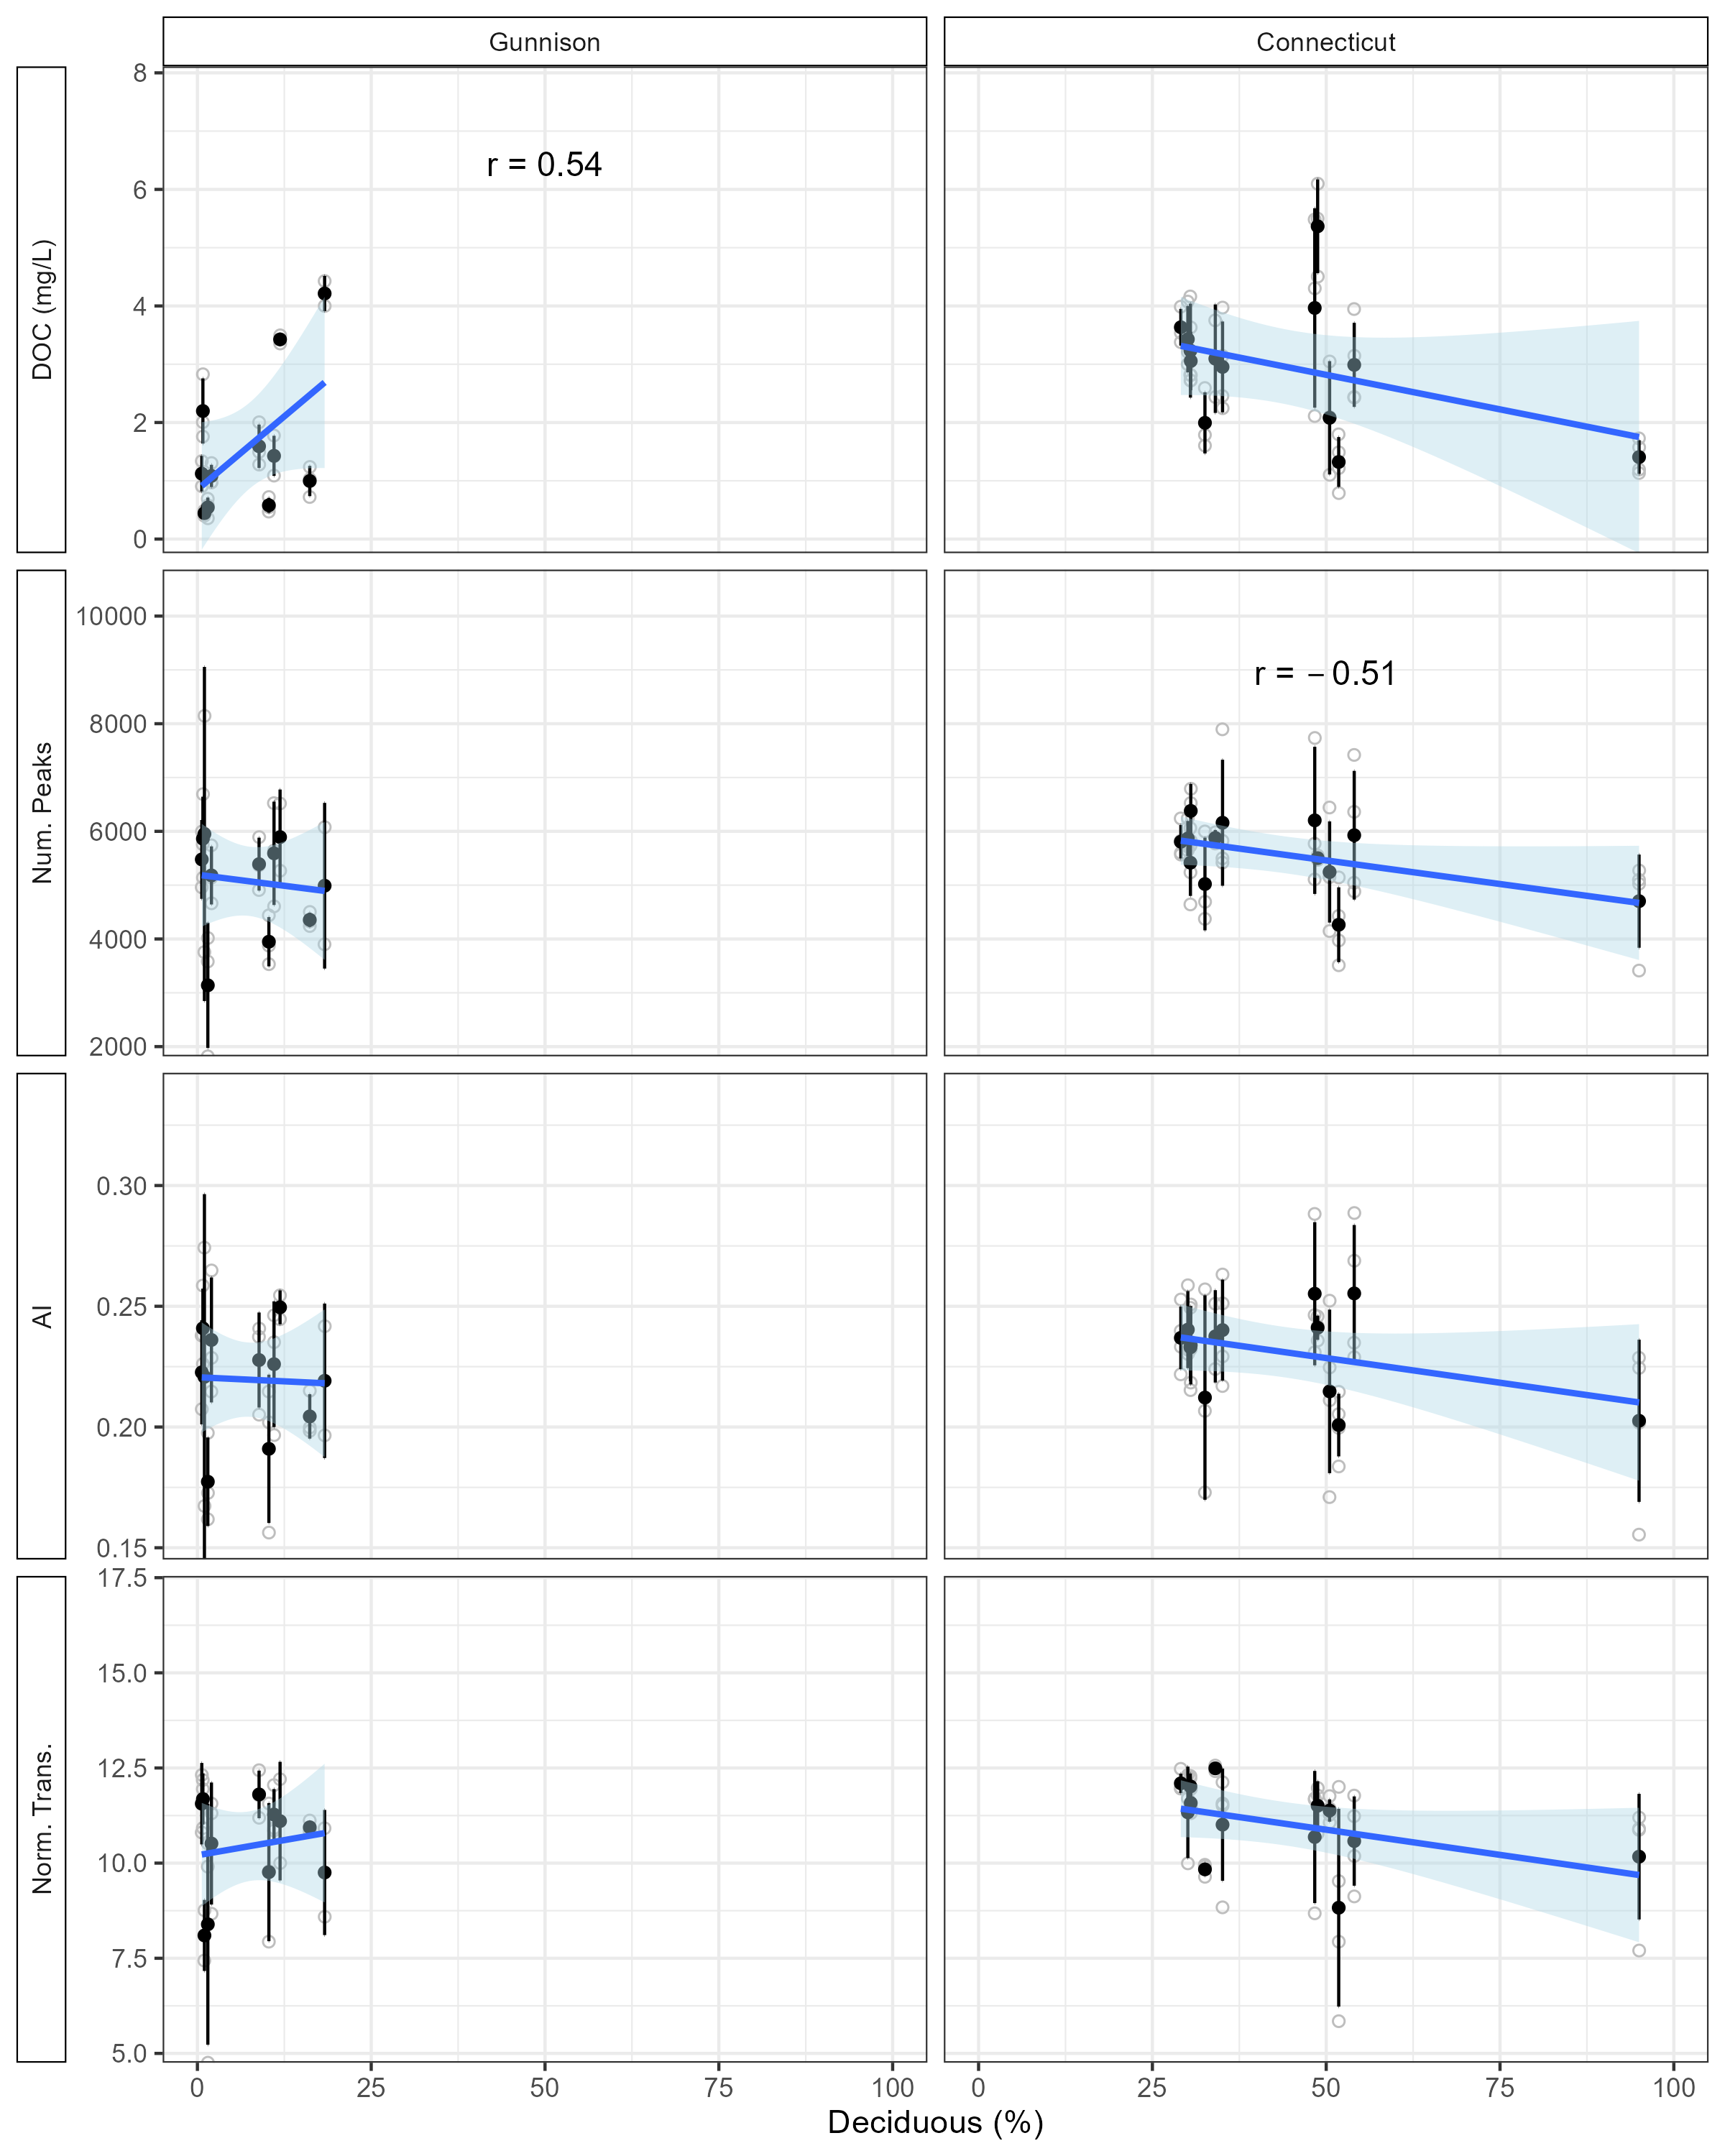 Gunnison
Connecticut
DOC (mg/L)
8
6
4
2
0
r = 0.54
Num. Peaks
10000
8000
6000
4000
2000
r = −0.51
AI
0.30
0.25
0.20
0.15
Norm. Trans.
17.5
15.0
12.5
10.0
7.5
5.0
0 25 50 75 100
0 25 50 75 100
Deciduous (%)